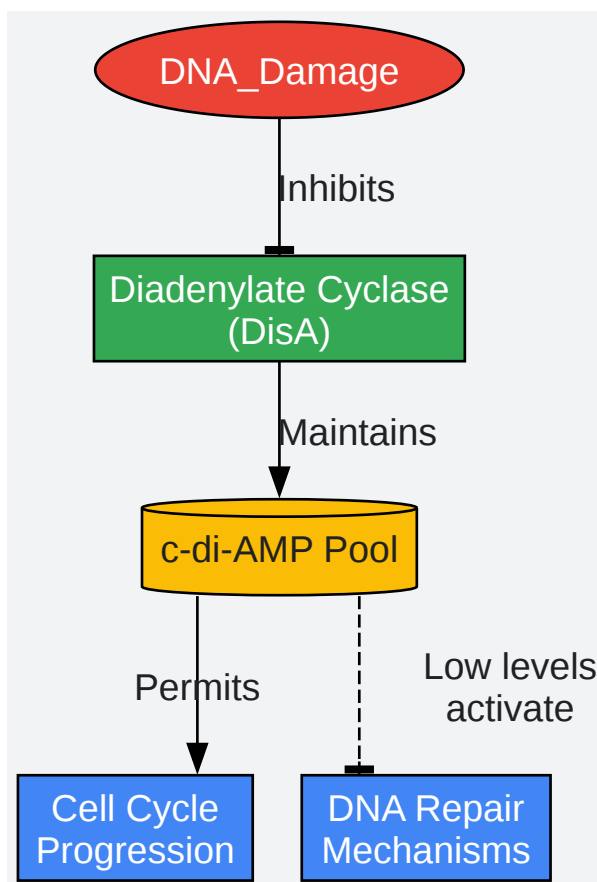 DNA_Damage
Inhibits
Diadenylate Cyclase
(DisA)
Maintains
c-di-AMP Pool
Permits
Low levels
activate
Cell Cycle
Progression
DNA Repair
Mechanisms